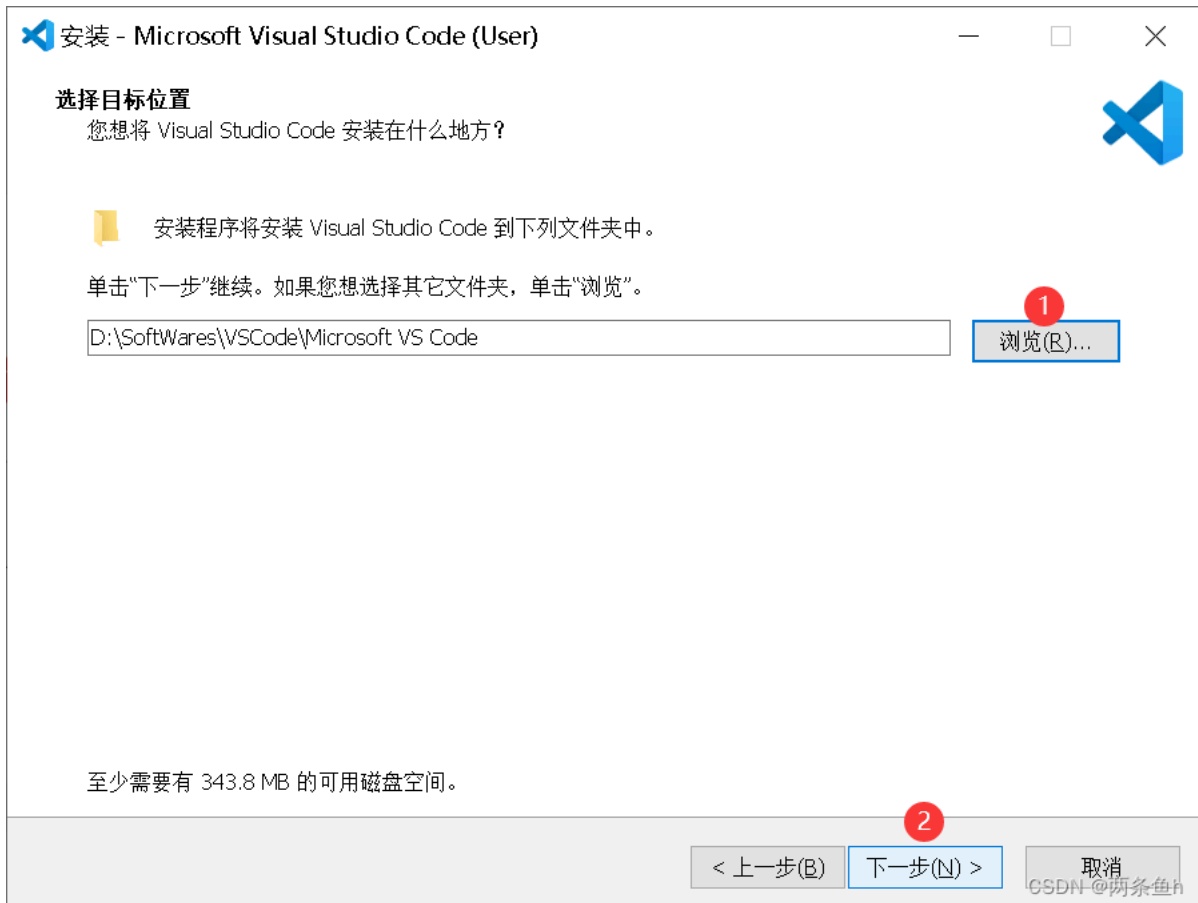 安装 - Microsoft Visual Studio Code (User)
选择目标位置
您想将 Visual Studio Code 安装在什么地方？
安装程序将安装 Visual Studio Code 到下列文件夹中。
单击“下一步”继续。如果您想选择其它文件夹，单击“浏览”。
1
D:\SoftWares\VSCode\Microsoft VS Code
浏览(R)...
至少需要有 343.8 MB 的可用磁盘空间。
2
< 上一步(B)
下一步(N) >
取消
CSDN @两条鱼h